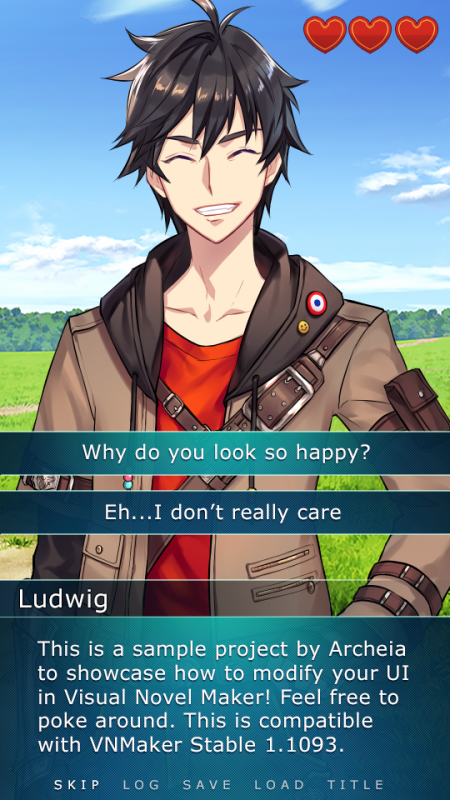 Why do you look so happy?
Eh...I don't really care
Ludwig
This is a sample project by Archeia
to showcase how to modify your UI
in Visual Novel Maker! Feel free to
poke around. This is compatible
with VNMaker Stable 1.1093.
SKIP LOG SAVE LOAD TITLE